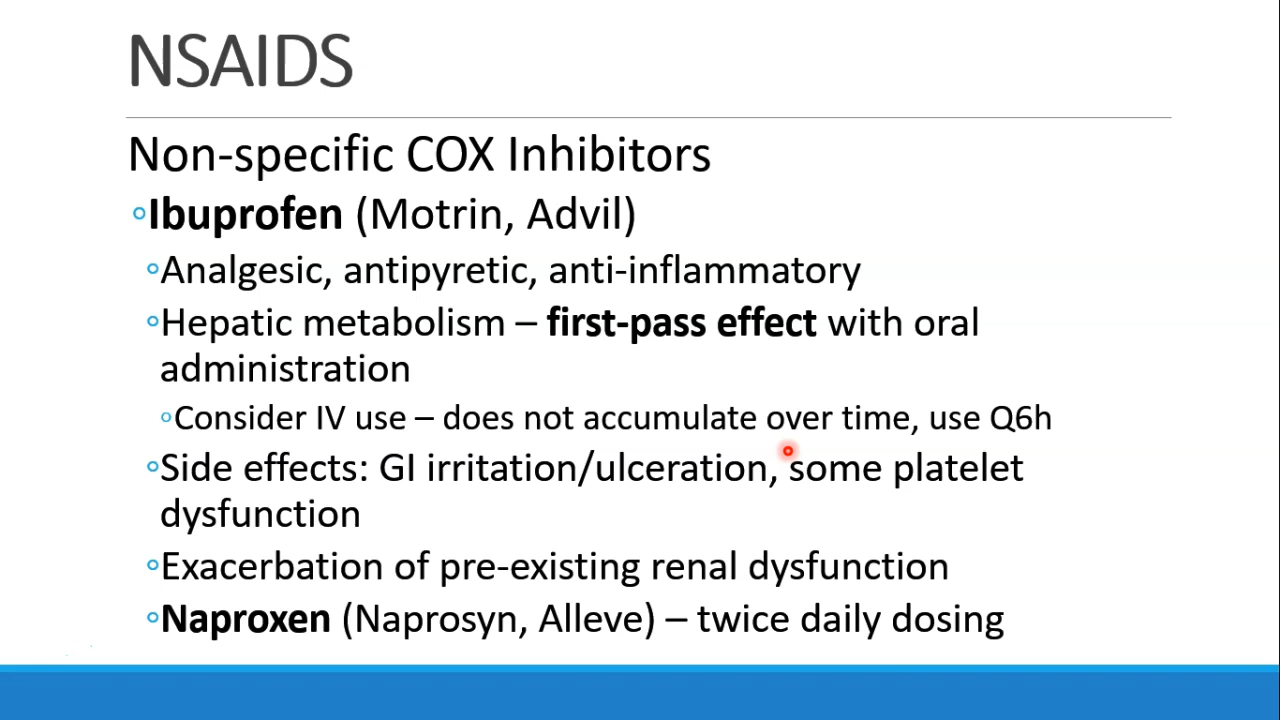 NSAIDS
Non-specific COX Inhibitors
◦Ibuprofen (Motrin, Advil)
◦Analgesic, antipyretic, anti-inflammatory
◦Hepatic metabolism – first-pass effect with oral
administration
◦Consider IV use – does not accumulate over time, use Q6h
◦Side effects: GI irritation/ulceration, some platelet
dysfunction
◦Exacerbation of pre-existing renal dysfunction
◦Naproxen (Naprosyn, Alleve) – twice daily dosing